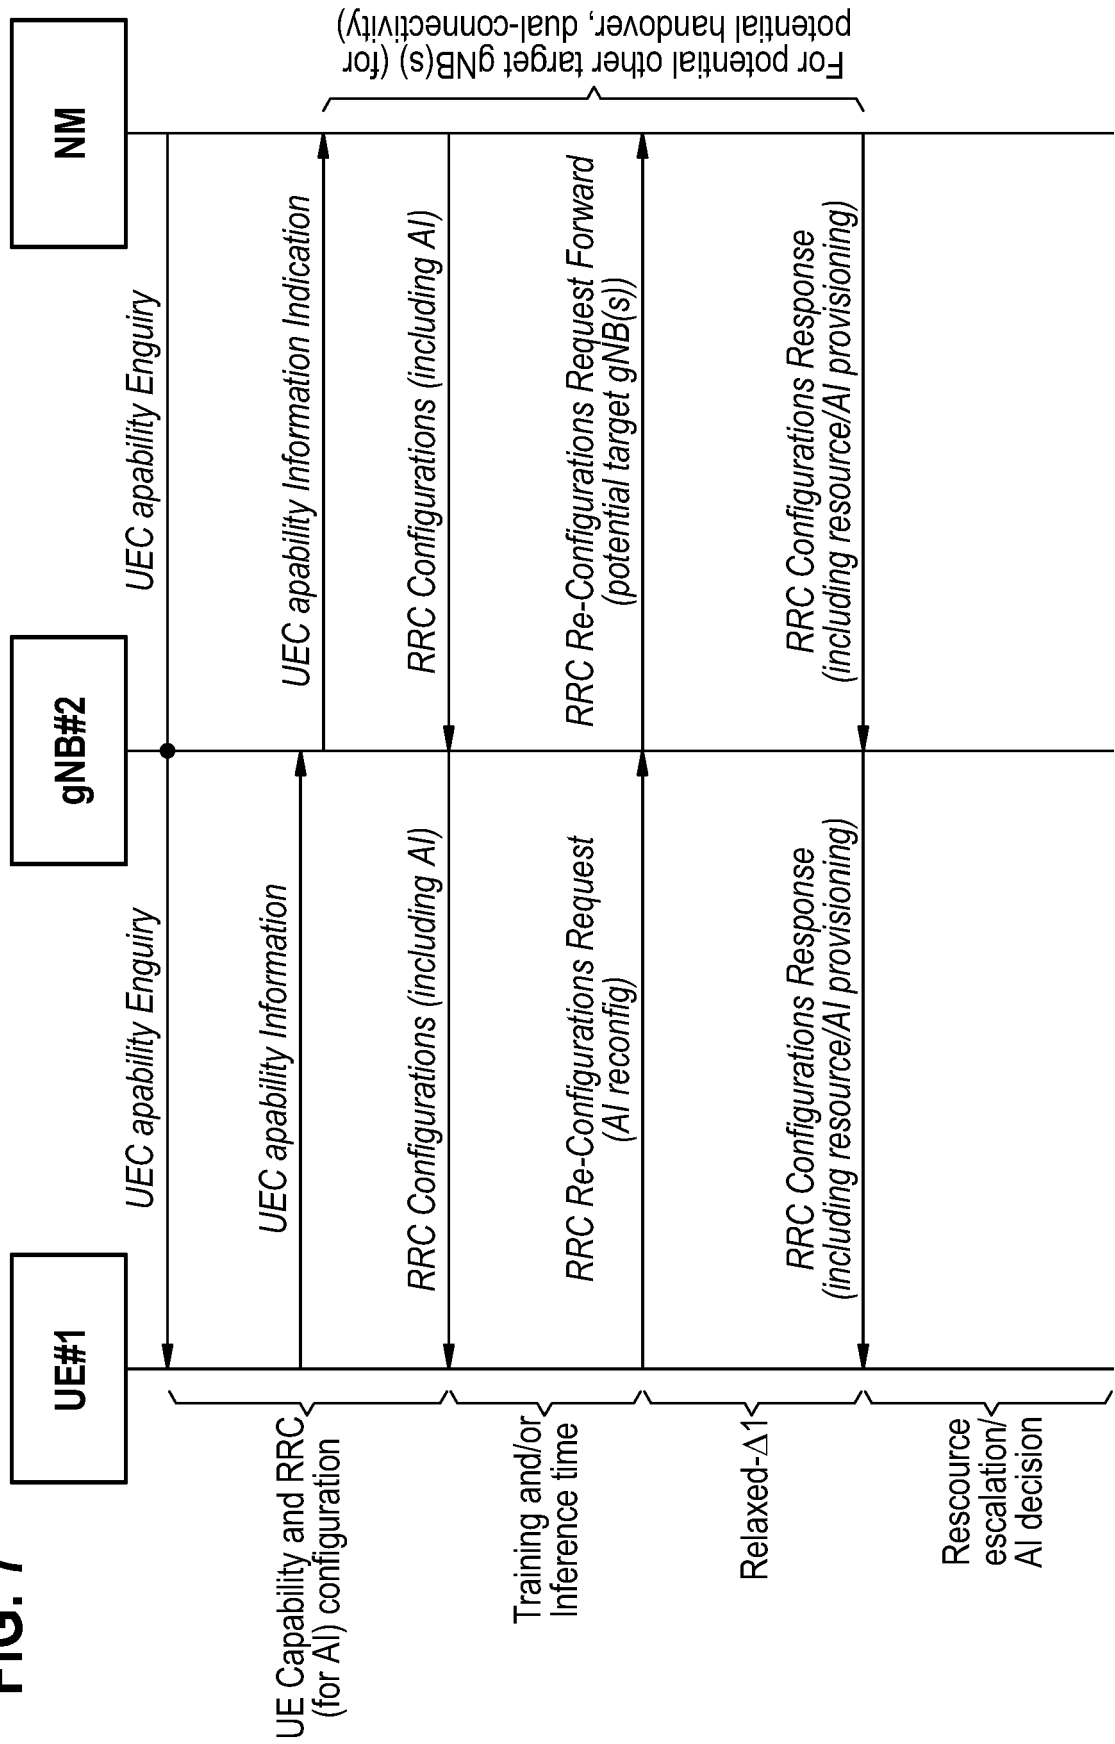 FIG. 7
UE#1
gNB#2
NM
UEC apability Enguiry
UEC apability Enguiry
UE Capability and RRC
(for AI) configuration
UEC apability Information
UEC apability Information Indication
RRC Configurations (including AI)
RRC Configurations (including AI)
For potential other target gNB(s) (for
potential handover, dual-connectivity)
Training and/or
Inference time
RRC Re-Configurations Request
(AI reconfig)
RRC Re-Configurations Request Forward
(potential target gNB(s))
Relaxed-Δ1
RRC Configurations Response
(including resource/AI provisioning)
RRC Configurations Response
(including resource/AI provisioning)
Rescource
escalation/
AI decision